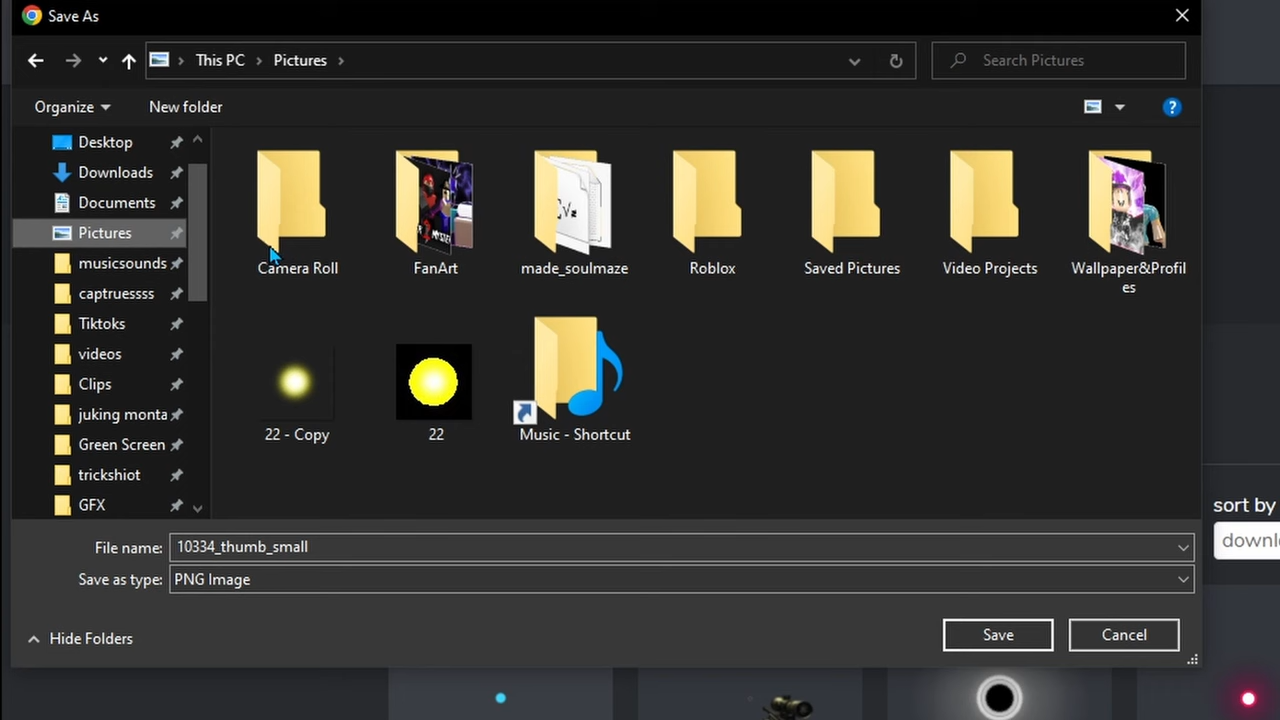 Save As
This PC
Pictures
Search Pictures
Organize
New folder
Desktop
Downloads
Documents
Pictures
musicsounds
captruessss
Tiktoks
videos
Clips
juking monta
Green Screen
trickshiot
GFX
Camera Roll
FanArt
made_soulmaze
Roblox
Saved Pictures
Video Projects
Wallpaper&Profil
es
22 - Copy
22
Music - Shortcut
File name: 10334_thumb_small
Save as type: PNG Image
Hide Folders
Save
Cancel
sort by
downlo